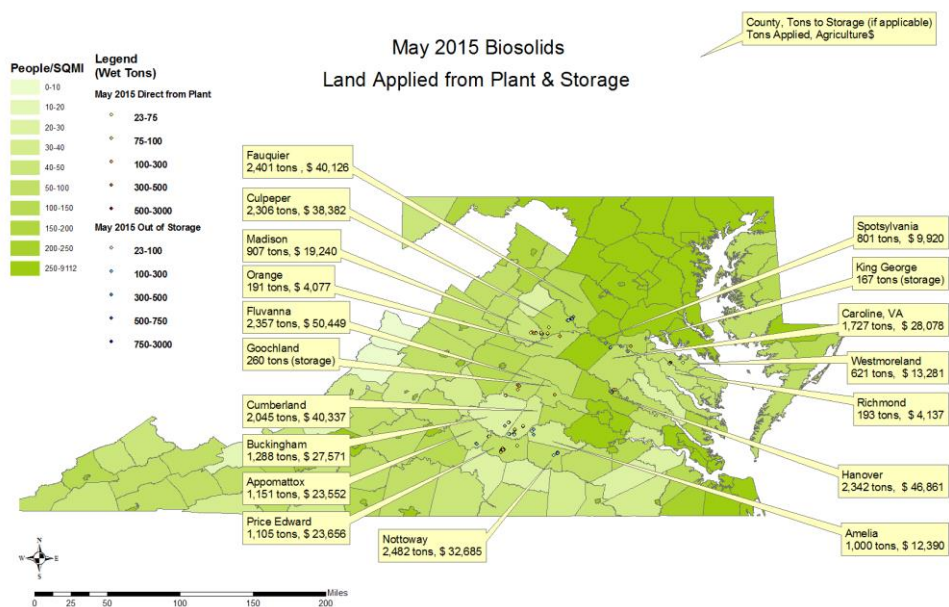 May 2015 Biosolids
Land Applied from Plant & Storage
County, Tons to Storage (if applicable)
Tons Applied, Agriculture$
People/SQMI
0-10
10-20
20-30
30-40
40-50
50-100
100-150
150-200
200-250
250-9112
Legend
(Wet Tons)
May 2015 Direct from Plant
23-75
75-100
100-300
300-500
500-3000
May 2015 Out of Storage
23-100
100-300
300-500
500-750
750-3000
Fauquier
2,401 tons , $ 40,126
Culpeper
2,306 tons, $ 38,382
Madison
907 tons, $ 19,240
Orange
191 tons, $ 4,077
Fluvanna
2,357 tons, $ 50,449
Goochland
260 tons (storage)
Cumberland
2,045 tons, $ 40,337
Buckingham
1,288 tons, $ 27,571
Appomattox
1,151 tons, $ 23,552
Price Edward
1,105 tons, $ 23,656
Nottoway
2,482 tons, $ 32,685
Spotsylvania
801 tons, $ 9,920
King George
167 tons (storage)
Caroline, VA
1,727 tons, $ 28,078
Westmoreland
621 tons, $ 13,281
Richmond
193 tons, $ 4,137
Hanover
2,342 tons, $ 46,861
Amelia
1,000 tons, $ 12,390
N
W E
S
Miles
0 25 50 100 150 200